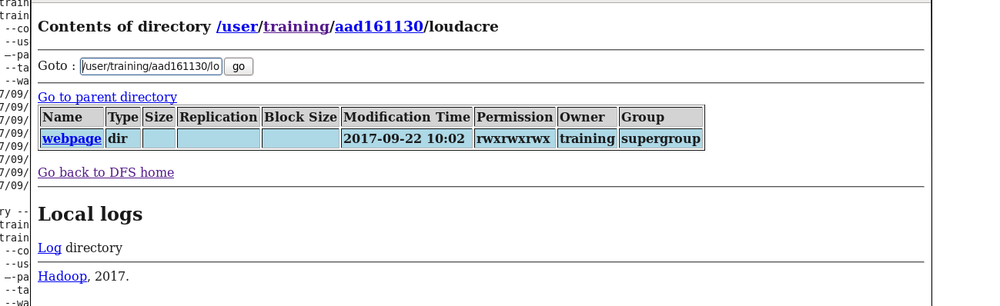 train
train
--co
--us
—-pa
--ta
--wa
7/09/
7/09/
7/09/
7/09/
7/09/
7/09/
7/09/
7/09/
ry --
train
train
--co
--us
—-pa
--ta
--wa
Contents of directory /user/training/aad161130/loudacre
Goto : /user/training/aad161130/lo go
Go to parent directory
Name Type Size Replication Block Size Modification Time Permission Owner Group
webpage dir 2017-09-22 10:02 rwxrwxrwx training supergroup
Go back to DFS home
Local logs
Log directory
Hadoop, 2017.